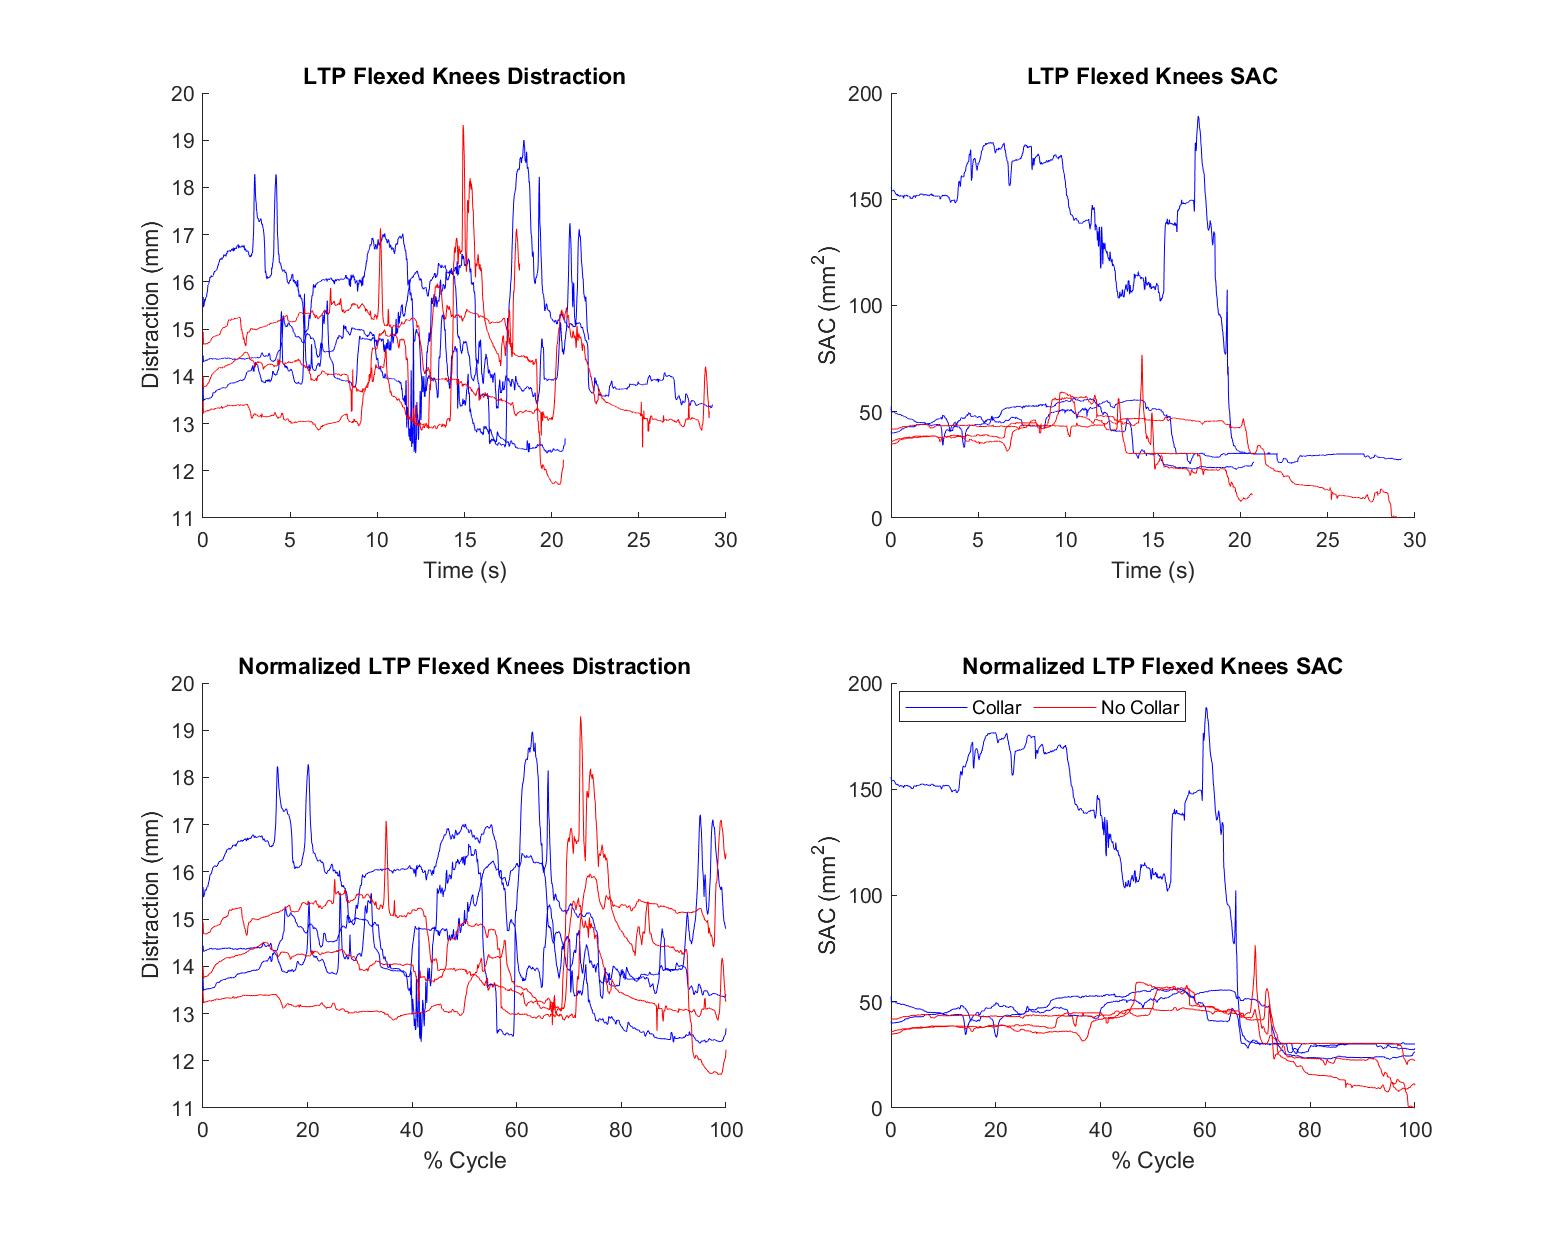 LTP Flexed Knees Distraction
20
19
18
17
16
15
14
13
12
11
Distraction (mm)
0 5 10 15 20 25 30
Time (s)
LTP Flexed Knees SAC
200
150
100
50
0
SAC (mm²)
0 5 10 15 20 25 30
Time (s)
Normalized LTP Flexed Knees Distraction
20
19
18
17
16
15
14
13
12
11
Distraction (mm)
0 20 40 60 80 100
% Cycle
Normalized LTP Flexed Knees SAC
Collar No Collar
200
150
100
50
0
SAC (mm²)
0 20 40 60 80 100
% Cycle